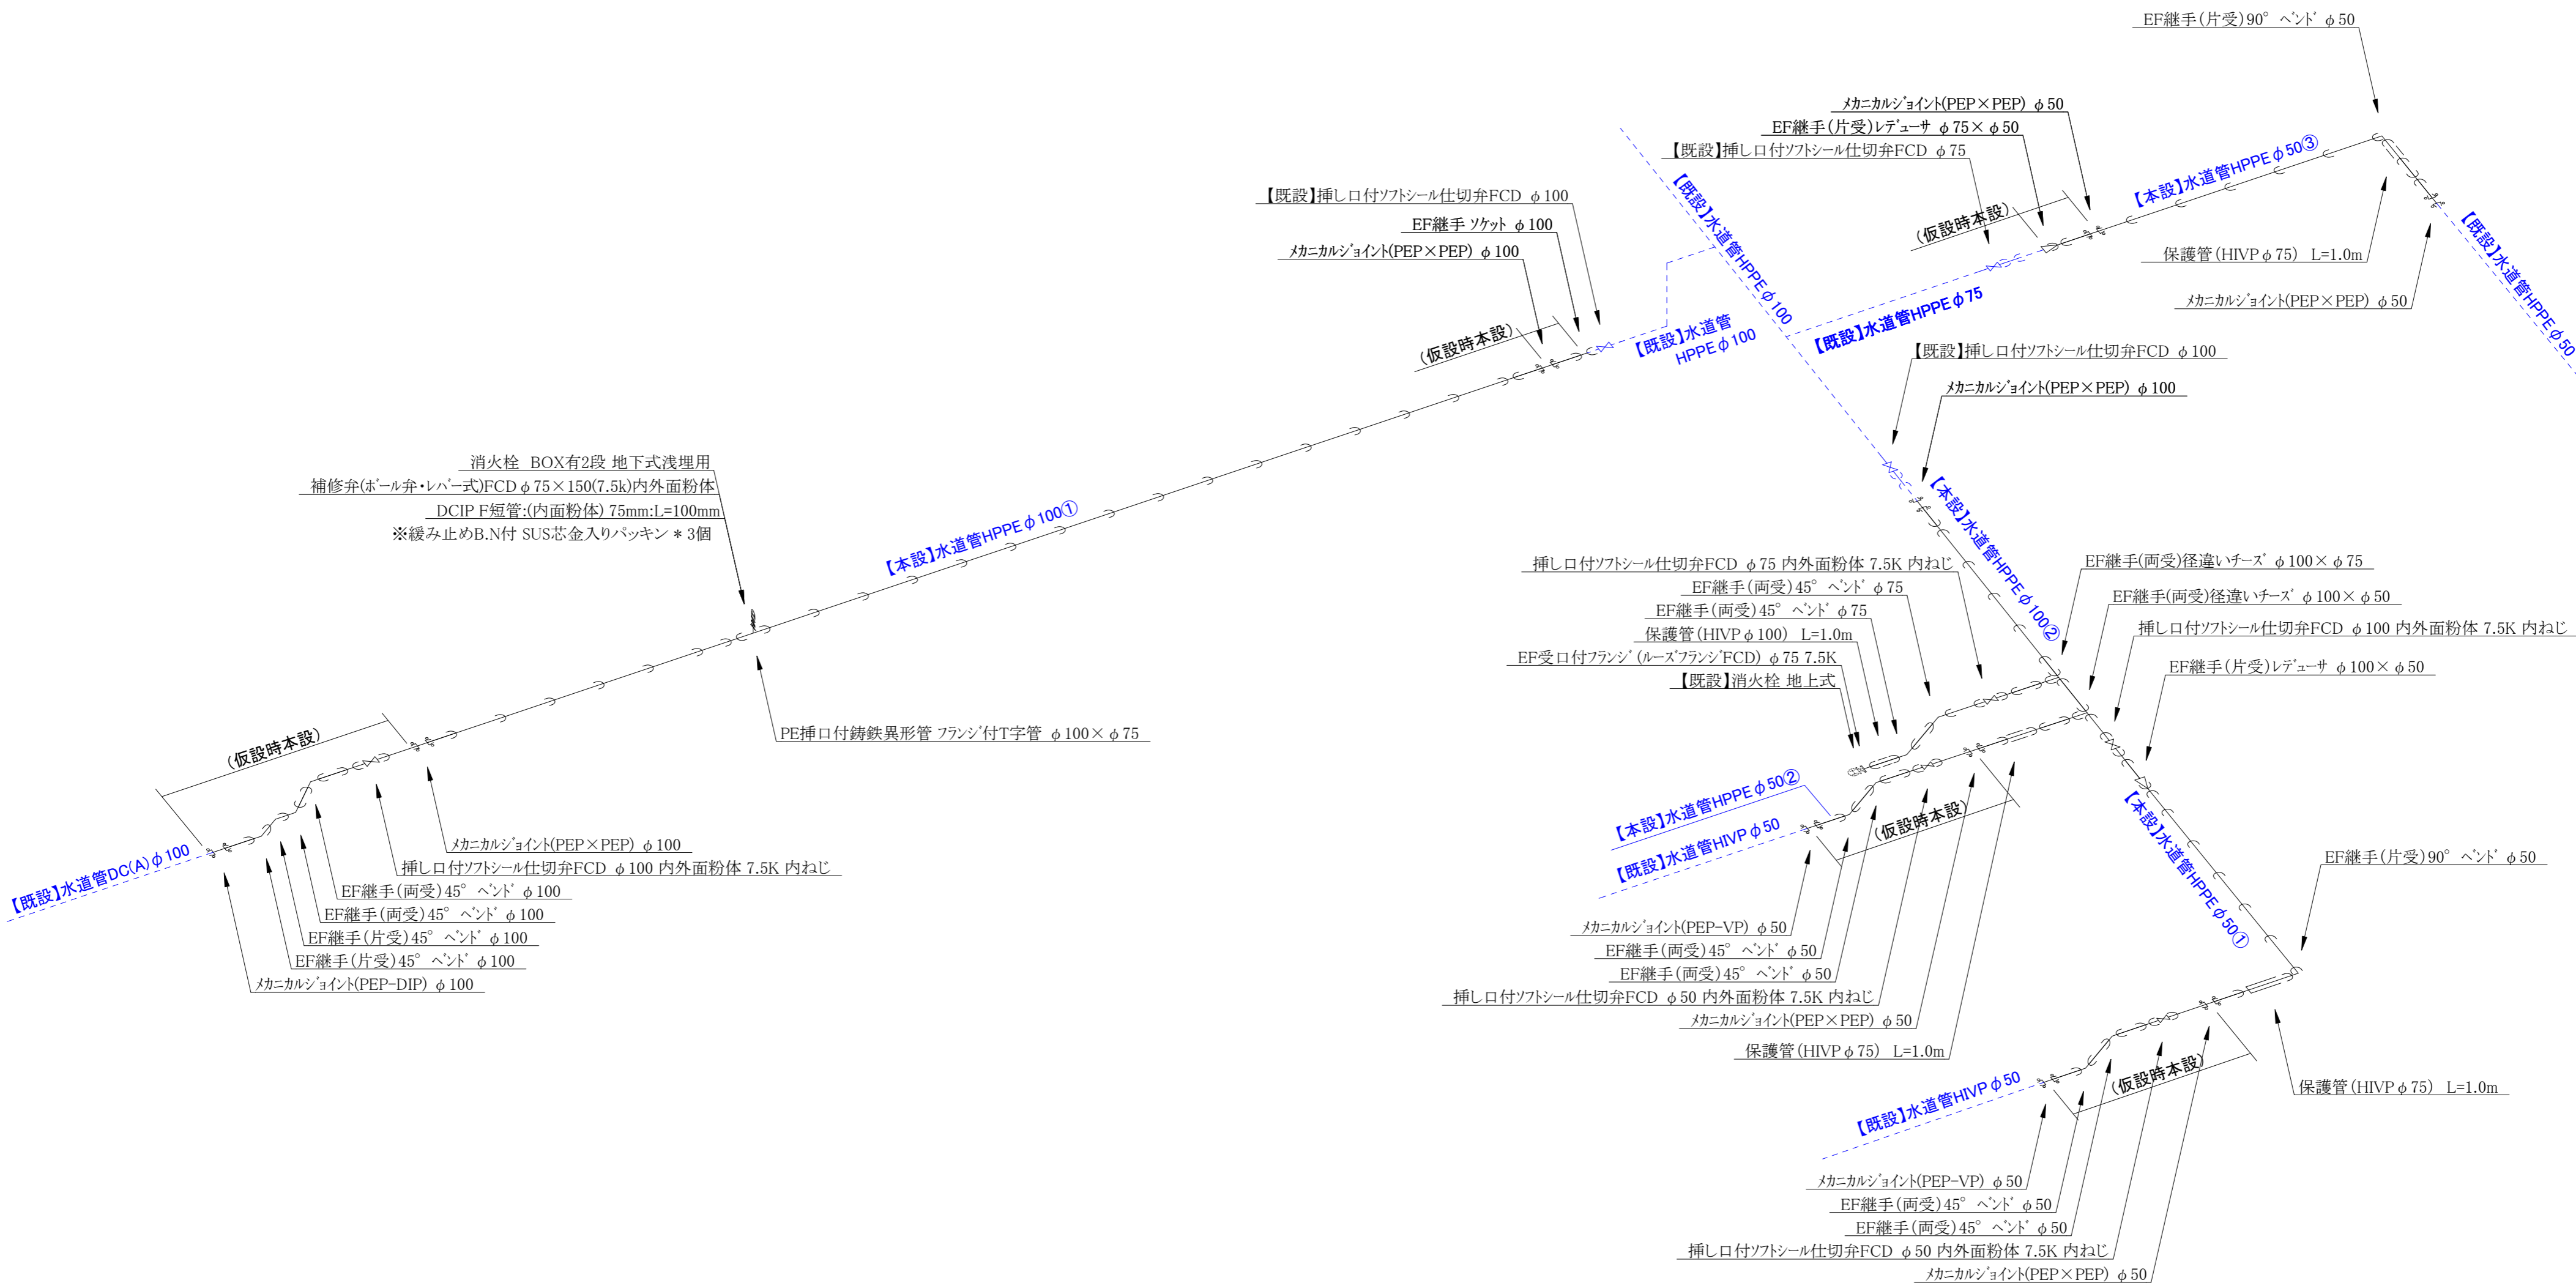 EF継手(片受)90° ベンド φ50
メカニカルジョイント(PEP×PEP) φ50
EF継手(片受)レデューサ φ75×φ50
【既設】挿し口付ソフトシール仕切弁FCD φ75
【本設】水道管HPPEφ50③
(仮設時本設)
【既設】水道管HPPEφ100
【既設】水道管HPPEφ75
保護管(HIVPφ75) L=1.0m
メカニカルジョイント(PEP×PEP) φ50
【既設】水道管HPPEφ50
【既設】挿し口付ソフトシール仕切弁FCD φ100
EF継手 ソケット φ100
メカニカルジョイント(PEP×PEP) φ100
(仮設時本設)
【既設】水道管
HPPEφ100
【既設】挿し口付ソフトシール仕切弁FCD φ100
メカニカルジョイント(PEP×PEP) φ100
消火栓 BOX有2段 地下式浅埋用
補修弁(ボール弁・レバー式)FCDφ75×150(7.5k)内外面粉体
DCIP F短管:(内面粉体) 75mm:L=100mm
※緩み止めB.N付 SUS芯金入りパッキン*3個
【本設】水道管HPPEφ100①
【本設】水道管HPPEφ100②
挿し口付ソフトシール仕切弁FCD φ75 内外面粉体 7.5K 内ねじ
EF継手(両受)45° ベンド φ75
EF継手(両受)45° ベンド φ75
保護管(HIVPφ100) L=1.0m
EF受口付フランジ(ルーズフランジFCD) φ75 7.5K
【既設】消火栓 地上式
EF継手(両受)径違いチーズ φ100×φ75
EF継手(両受)径違いチーズ φ100×φ50
挿し口付ソフトシール仕切弁FCD φ100 内外面粉体 7.5K 内ねじ
EF継手(片受)レデューサ φ100×φ50
PE挿口付鋳鉄異形管 フランジ付T字管 φ100×φ75
(仮設時本設)
【既設】水道管DC(A)φ100
メカニカルジョイント(PEP×PEP) φ100
挿し口付ソフトシール仕切弁FCD φ100 内外面粉体 7.5K 内ねじ
EF継手(両受)45° ベンド φ100
EF継手(両受)45° ベンド φ100
EF継手(片受)45° ベンド φ100
EF継手(片受)45° ベンド φ100
メカニカルジョイント(PEP-DIP) φ100
【本設】水道管HPPEφ50②
【既設】水道管HIVPφ50
(仮設時本設)
【本設】水道管HPPEφ50①
メカニカルジョイント(PEP-VP) φ50
EF継手(両受)45° ベンド φ50
EF継手(両受)45° ベンド φ50
挿し口付ソフトシール仕切弁FCD φ50 内外面粉体 7.5K 内ねじ
メカニカルジョイント(PEP×PEP) φ50
保護管(HIVPφ75) L=1.0m
EF継手(片受)90° ベンド φ50
保護管(HIVPφ75) L=1.0m
(仮設時本設)
【既設】水道管HIVPφ50
メカニカルジョイント(PEP-VP) φ50
EF継手(両受)45° ベンド φ50
EF継手(両受)45° ベンド φ50
挿し口付ソフトシール仕切弁FCD φ50 内外面粉体 7.5K 内ねじ
メカニカルジョイント(PEP×PEP) φ50